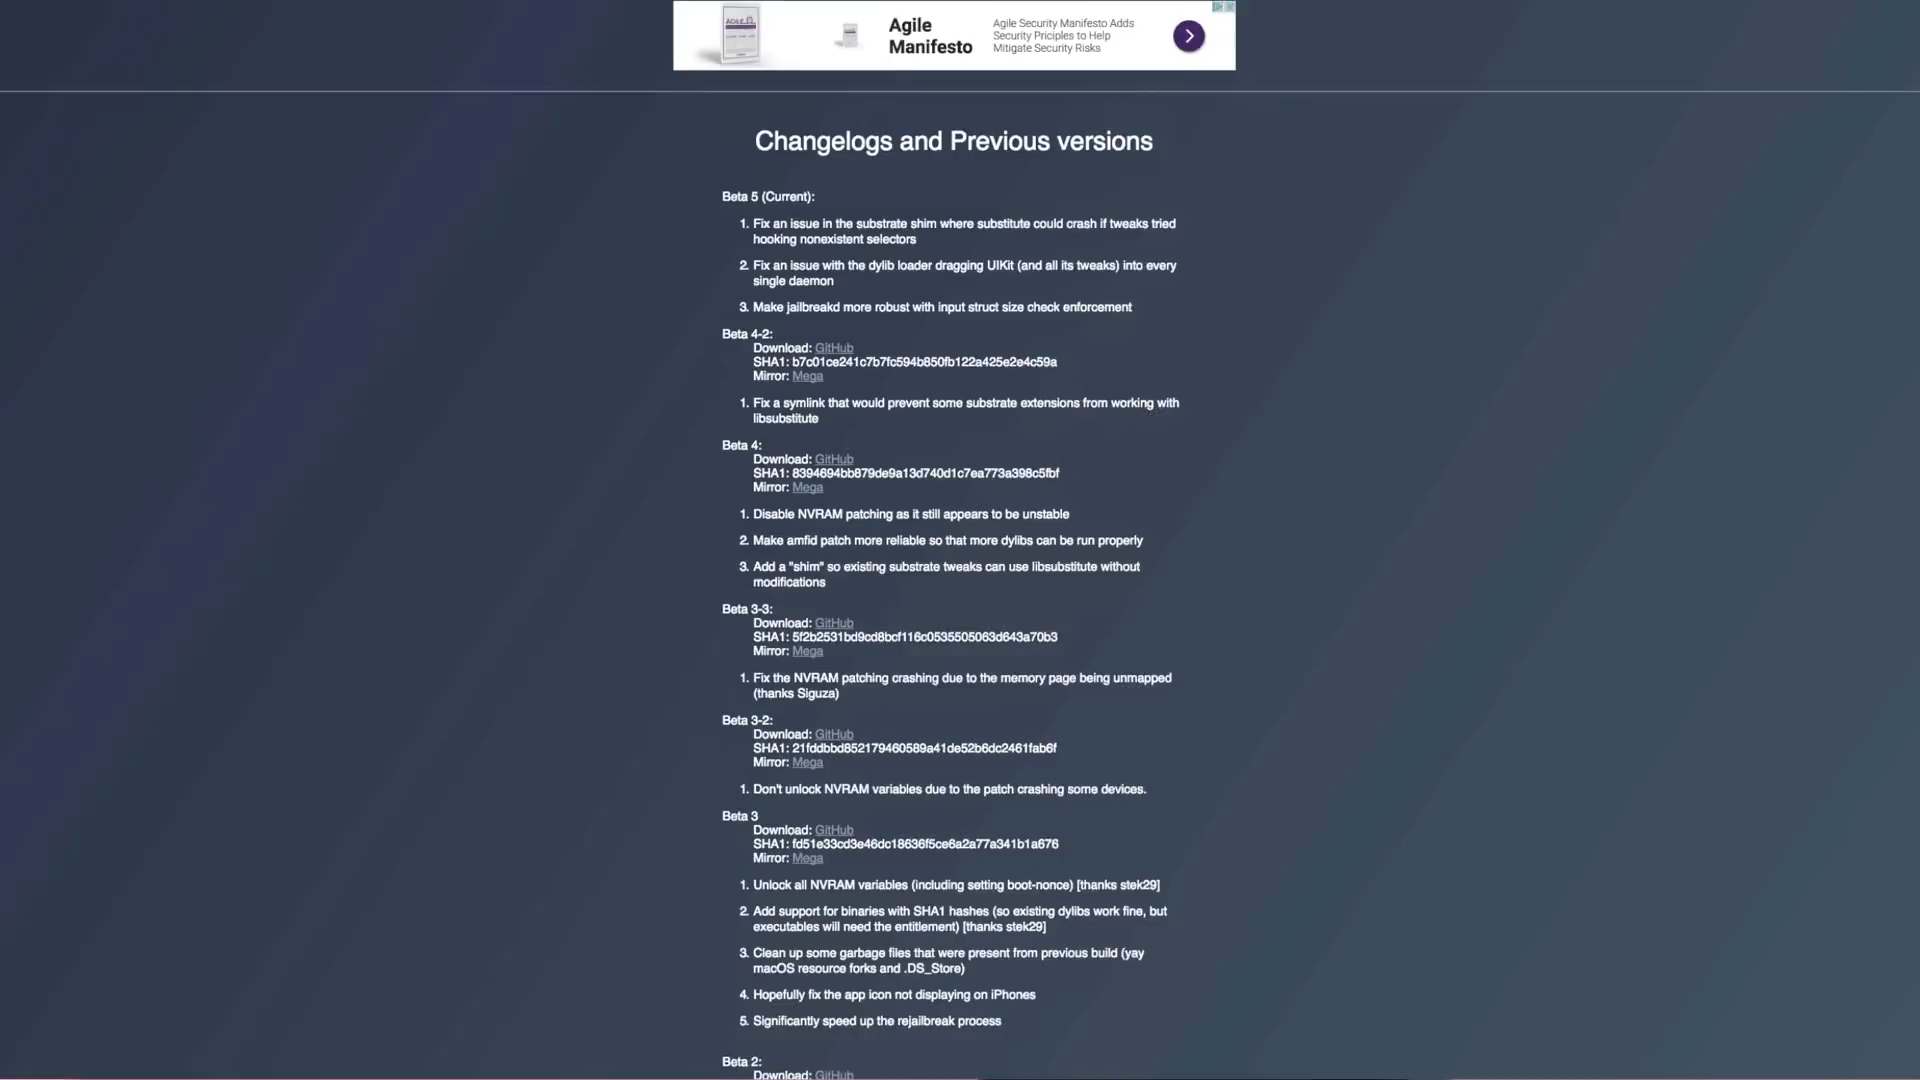 Agile
Manifesto
Agile Security Manifesto Adds
Security Priciples to Help
Mitigate Security Risks
Changelogs and Previous versions
Beta 5 (Current):
1. Fix an issue in the substrate shim where substitute could crash if tweaks tried
hooking nonexistent selectors
2. Fix an issue with the dylib loader dragging UIKit (and all its tweaks) into every
single daemon
3. Make jailbreakd more robust with input struct size check enforcement
Beta 4-2:
Download: GitHub
SHA1: b7c01ce241c7b7fc594b850fb122a425e2e4c59a
Mirror: Mega
1. Fix a symlink that would prevent some substrate extensions from working with
libsubstitute
Beta 4:
Download: GitHub
SHA1: 8394694bb879de9a13d740d1c7ea773a398c5fbf
Mirror: Mega
1. Disable NVRAM patching as it still appears to be unstable
2. Make amfid patch more reliable so that more dylibs can be run properly
3. Add a "shim" so existing substrate tweaks can use libsubstitute without
modifications
Beta 3-3:
Download: GitHub
SHA1: 5f2b2531bd9cd8bcf116c0535505063d643a70b3
Mirror: Mega
1. Fix the NVRAM patching crashing due to the memory page being unmapped
(thanks Siguza)
Beta 3-2:
Download: GitHub
SHA1: 21fddbbd852179460589a41de52b6dc2461fab6f
Mirror: Mega
1. Don't unlock NVRAM variables due to the patch crashing some devices.
Beta 3
Download: GitHub
SHA1: fd51e33cd3e46dc18636f5ce6a2a77a341b1a676
Mirror: Mega
1. Unlock all NVRAM variables (including setting boot-nonce) [thanks stek29]
2. Add support for binaries with SHA1 hashes (so existing dylibs work fine, but
executables will need the entitlement) [thanks stek29]
3. Clean up some garbage files that were present from previous build (yay
macOS resource forks and .DS_Store)
4. Hopefully fix the app icon not displaying on iPhones
5. Significantly speed up the rejailbreak process
Beta 2:
Download: GitHub